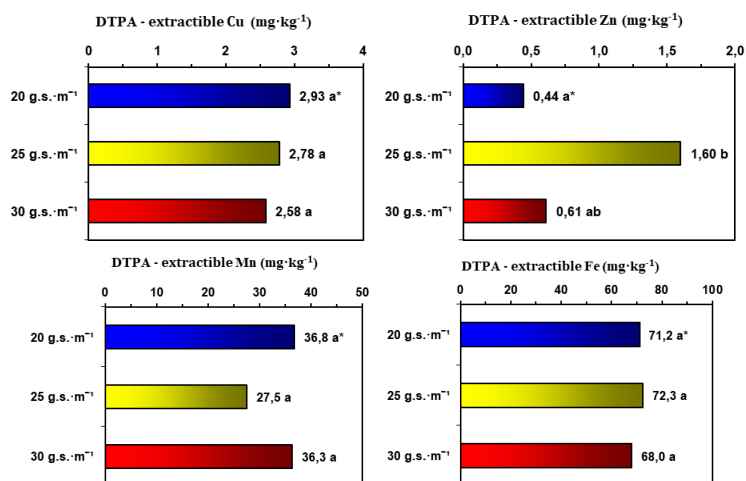 DTPA - extractible Cu (mg·kg⁻¹)
0 1 2 3 4
20 g.s.·m⁻¹ 2,93 a*
25 g.s.·m⁻¹ 2,78 a
30 g.s.·m⁻¹ 2,58 a
DTPA - extractible Zn (mg·kg⁻¹)
0,0 0,5 1,0 1,5 2,0
20 g.s.·m⁻¹ 0,44 a*
25 g.s.·m⁻¹ 1,60 b
30 g.s.·m⁻¹ 0,61 ab
DTPA - extractible Mn (mg·kg⁻¹)
0 10 20 30 40 50
20 g.s.·m⁻¹ 36,8 a*
25 g.s.·m⁻¹ 27,5 a
30 g.s.·m⁻¹ 36,3 a
DTPA - extractible Fe (mg·kg⁻¹)
0 20 40 60 80 100
20 g.s.·m⁻¹ 71,2 a*
25 g.s.·m⁻¹ 72,3 a
30 g.s.·m⁻¹ 68,0 a